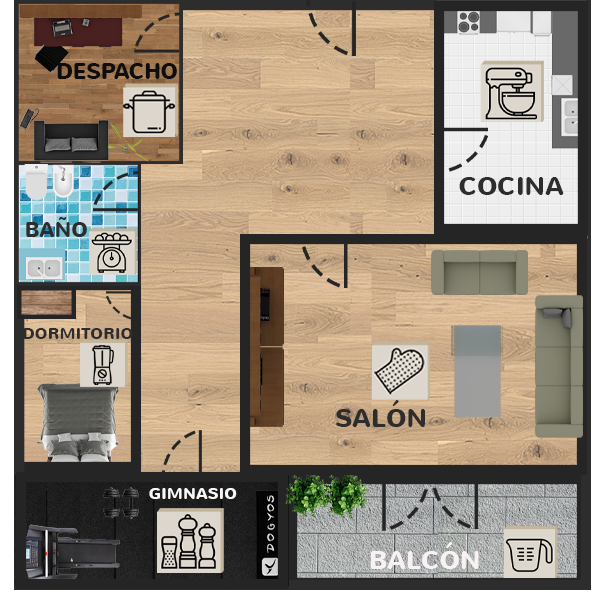 DESPACHO
COCINA
BAÑO
DORMITORIO
SALÓN
GIMNASIO
DOGYOS
BALCÓN